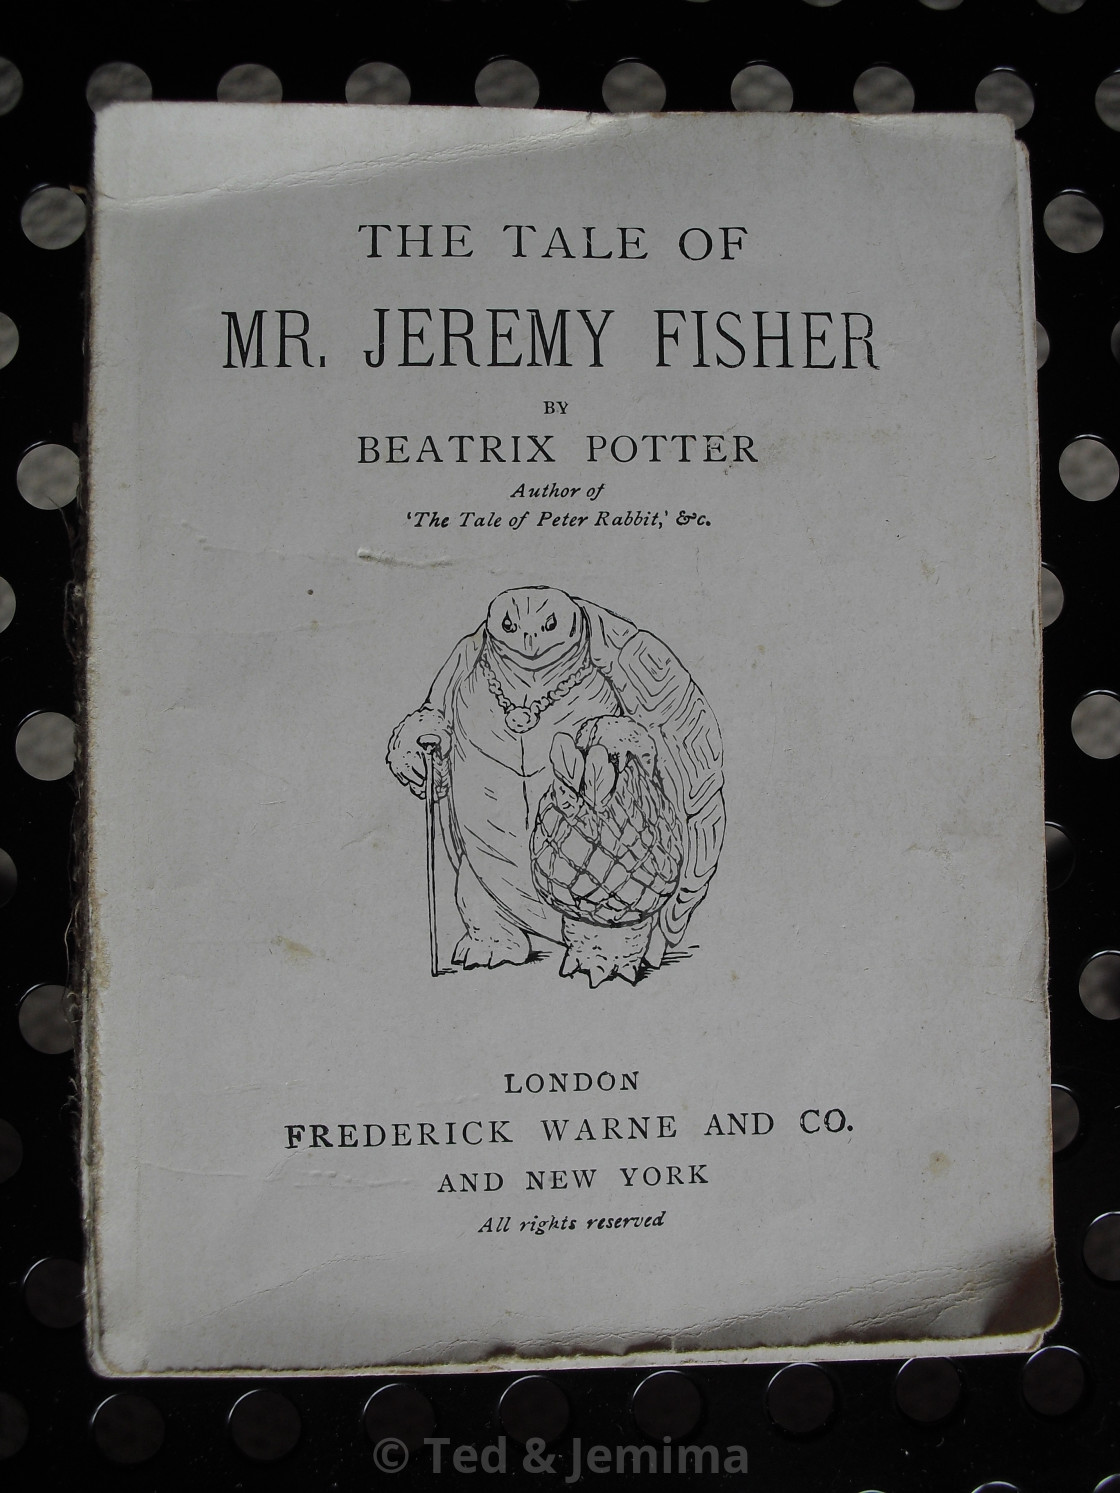 THE TALE OF
MR. JEREMY FISHER
BY
BEATRIX POTTER
Author of
‘The Tale of Peter Rabbit,’ &c.
LONDON
FREDERICK WARNE AND CO.
AND NEW YORK
All rights reserved
© Ted & Jemima